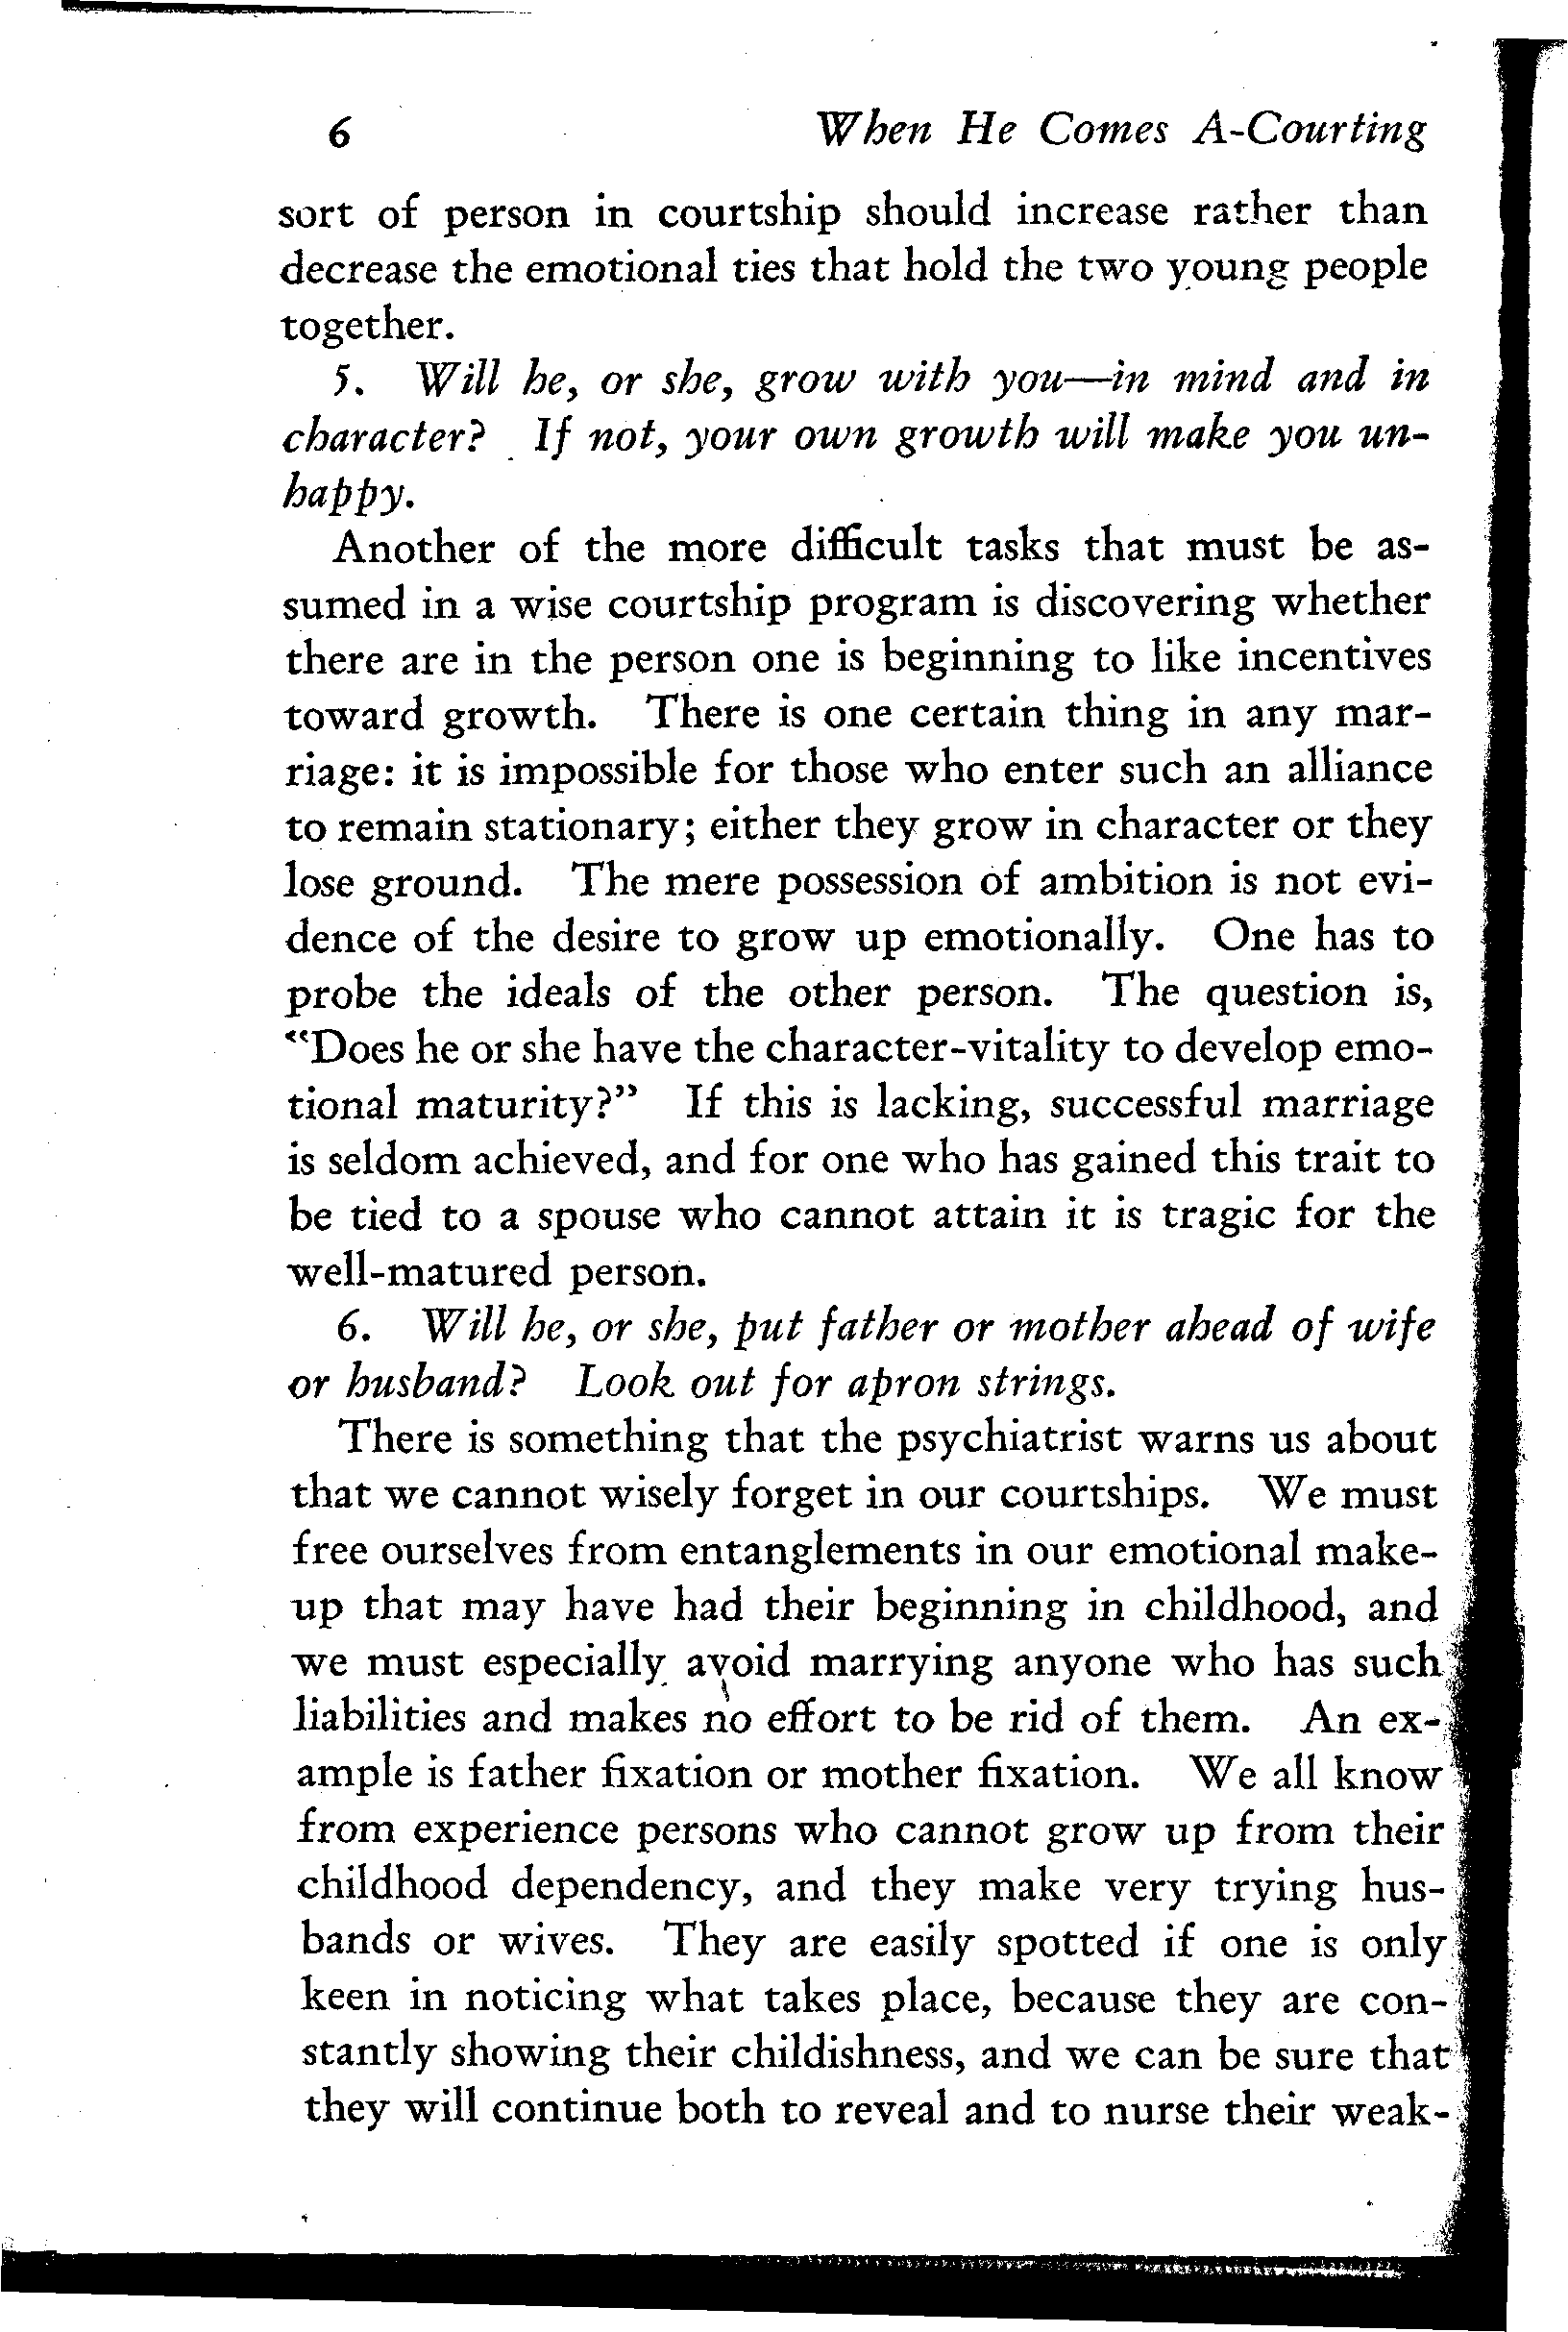 6 When He Comes A-Courting
sort of person in courtship should increase rather than
decrease the emotional ties that hold the two young people
together.
5. Will he, or she, grow with you—in mind and in
character? If not, your own growth will make you un-
happy.
Another of the more difficult tasks that must be as-
sumed in a wise courtship program is discovering whether
there are in the person one is beginning to like incentives
toward growth. There is one certain thing in any mar-
riage: it is impossible for those who enter such an alliance
to remain stationary; either they grow in character or they
lose ground. The mere possession of ambition is not evi-
dence of the desire to grow up emotionally. One has to
probe the ideals of the other person. The question is,
“Does he or she have the character-vitality to develop emo-
tional maturity?” If this is lacking, successful marriage
is seldom achieved, and for one who has gained this trait to
be tied to a spouse who cannot attain it is tragic for the
well-matured person.
6. Will he, or she, put father or mother ahead of wife
or husband? Look out for apron strings.
There is something that the psychiatrist warns us about
that we cannot wisely forget in our courtships. We must
free ourselves from entanglements in our emotional make-
up that may have had their beginning in childhood, and
we must especially avoid marrying anyone who has such
liabilities and makes no effort to be rid of them. An ex-
ample is father fixation or mother fixation. We all know
from experience persons who cannot grow up from their
childhood dependency, and they make very trying hus-
bands or wives. They are easily spotted if one is only
keen in noticing what takes place, because they are con-
stantly showing their childishness, and we can be sure that
they will continue both to reveal and to nurse their weak-